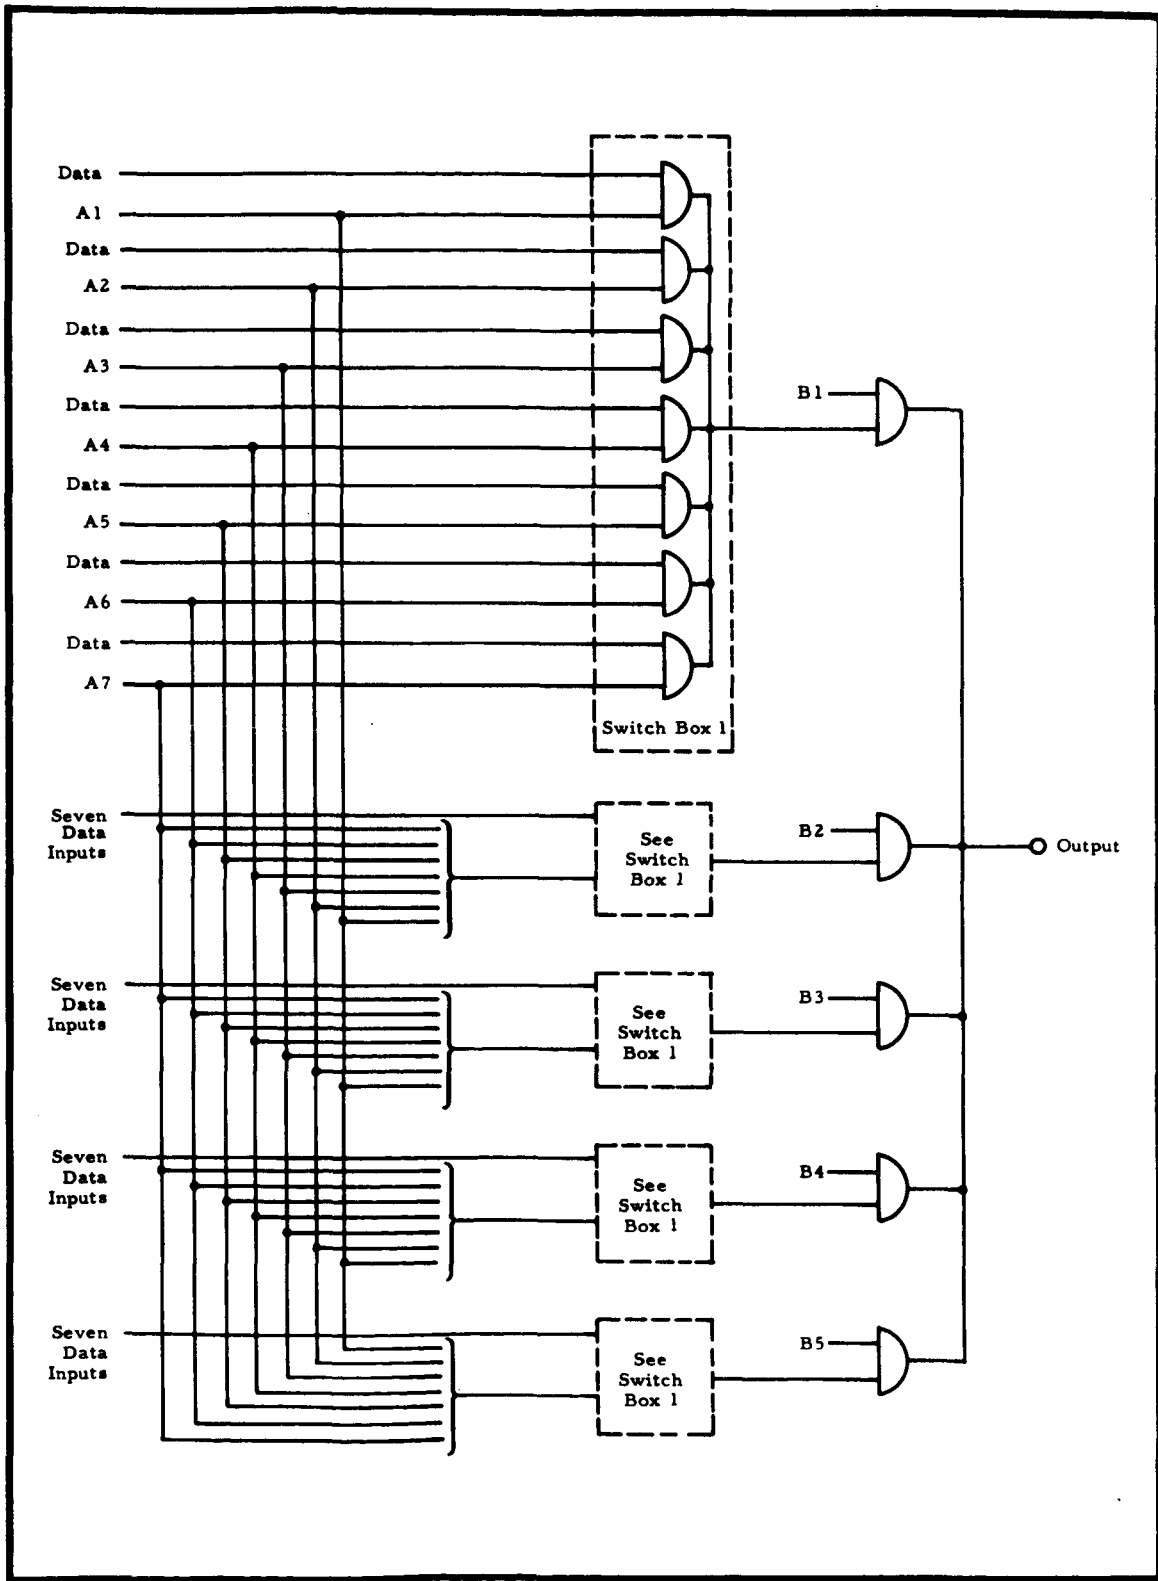 Data
A1
Data
A2
Data
A3
Data
A4
Data
A5
Data
A6
Data
A7
Switch Box 1
B1
Seven
Data
Inputs
See
Switch
Box 1
B2
Output
Seven
Data
Inputs
See
Switch
Box 1
B3
Seven
Data
Inputs
See
Switch
Box 1
B4
Seven
Data
Inputs
See
Switch
Box 1
B5